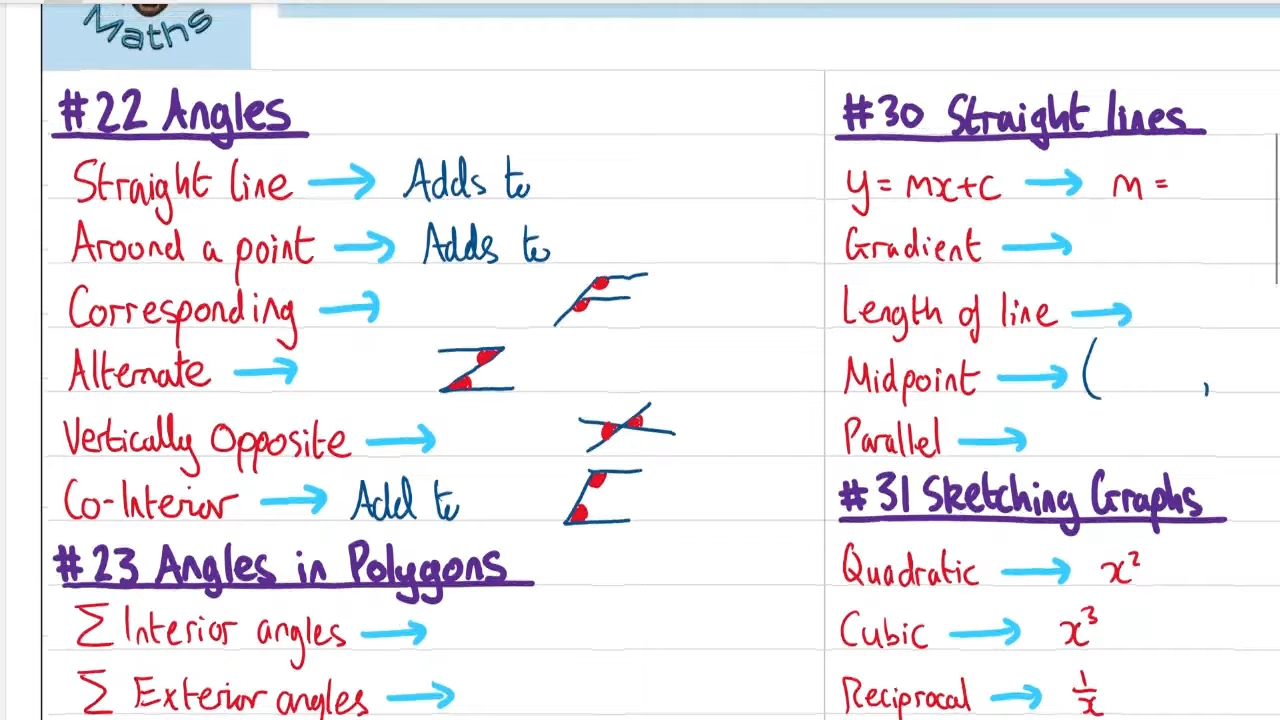 Maths
#22 Angles
Straight line → Adds to
Around a point → Adds to
Corresponding →
Alternate →
Vertically Opposite →
Co-Interior → Add to
#23 Angles in Polygons
∑ Interior angles →
∑ Exterior angles →
#30 Straight lines
y = mx+c → m =
Gradient →
Length of line →
Midpoint → ( ,
Parallel →
#31 Sketching Graphs
Quadratic → x²
Cubic → x³
Reciprocal → 1/x